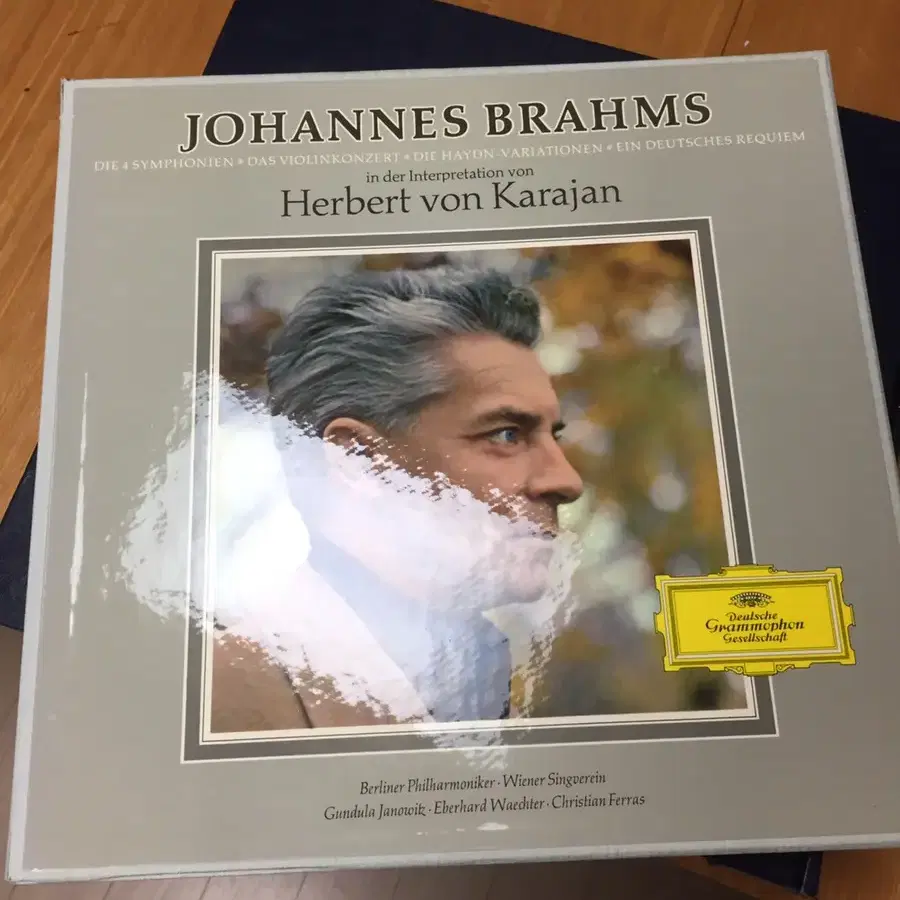 JOHANNES BRAHMS
DIE 4 SYMPHONIEN * DAS VIOLINKONZERT * DIE HAYDN-VARIATIONEN * EIN DEUTSCHES REQUIEM
in der Interpretation von
Herbert von Karajan
Deutsche
Grammophon
Gesellschaft
Berliner Philharmoniker · Wiener Singverein
Gundula Janowitz · Eberhard Waechter · Christian Ferras